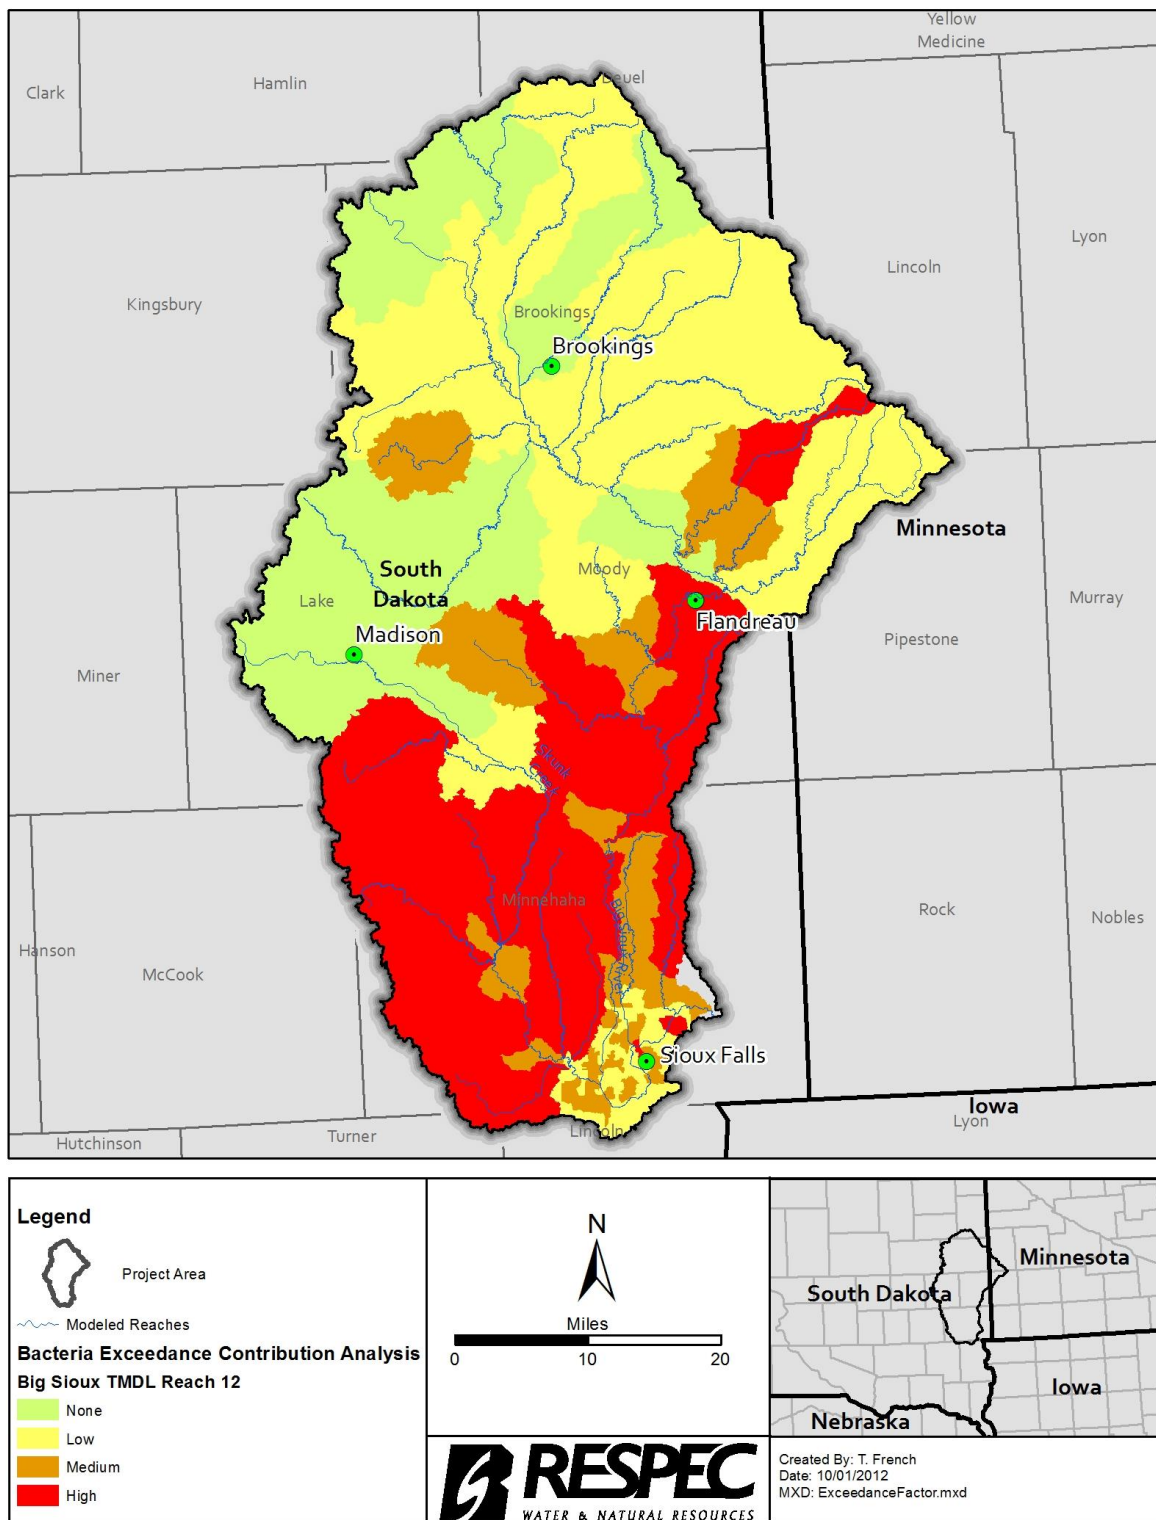 Yellow
Medicine
Clark
Hamlin
Deuel
Lyon
Lincoln
Kingsbury
Brookings
Brookings
Minnesota
South
Dakota
Moody
Lake
Flandreau
Madison
Murray
Pipestone
Miner
Skunk
Creek
Minnehaha
Big Sioux River
Rock
Nobles
Hanson
McCook
Sioux Falls
Iowa
Lyon
Hutchinson
Turner
Lincoln
Legend
Project Area
Modeled Reaches
Bacteria Exceedance Contribution Analysis
Big Sioux TMDL Reach 12
None
Low
Medium
High
N
Miles
0 10 20
RESPEC
WATER & NATURAL RESOURCES
Minnesota
South Dakota
Iowa
Nebraska
Created By: T. French
Date: 10/01/2012
MXD: ExceedanceFactor.mxd